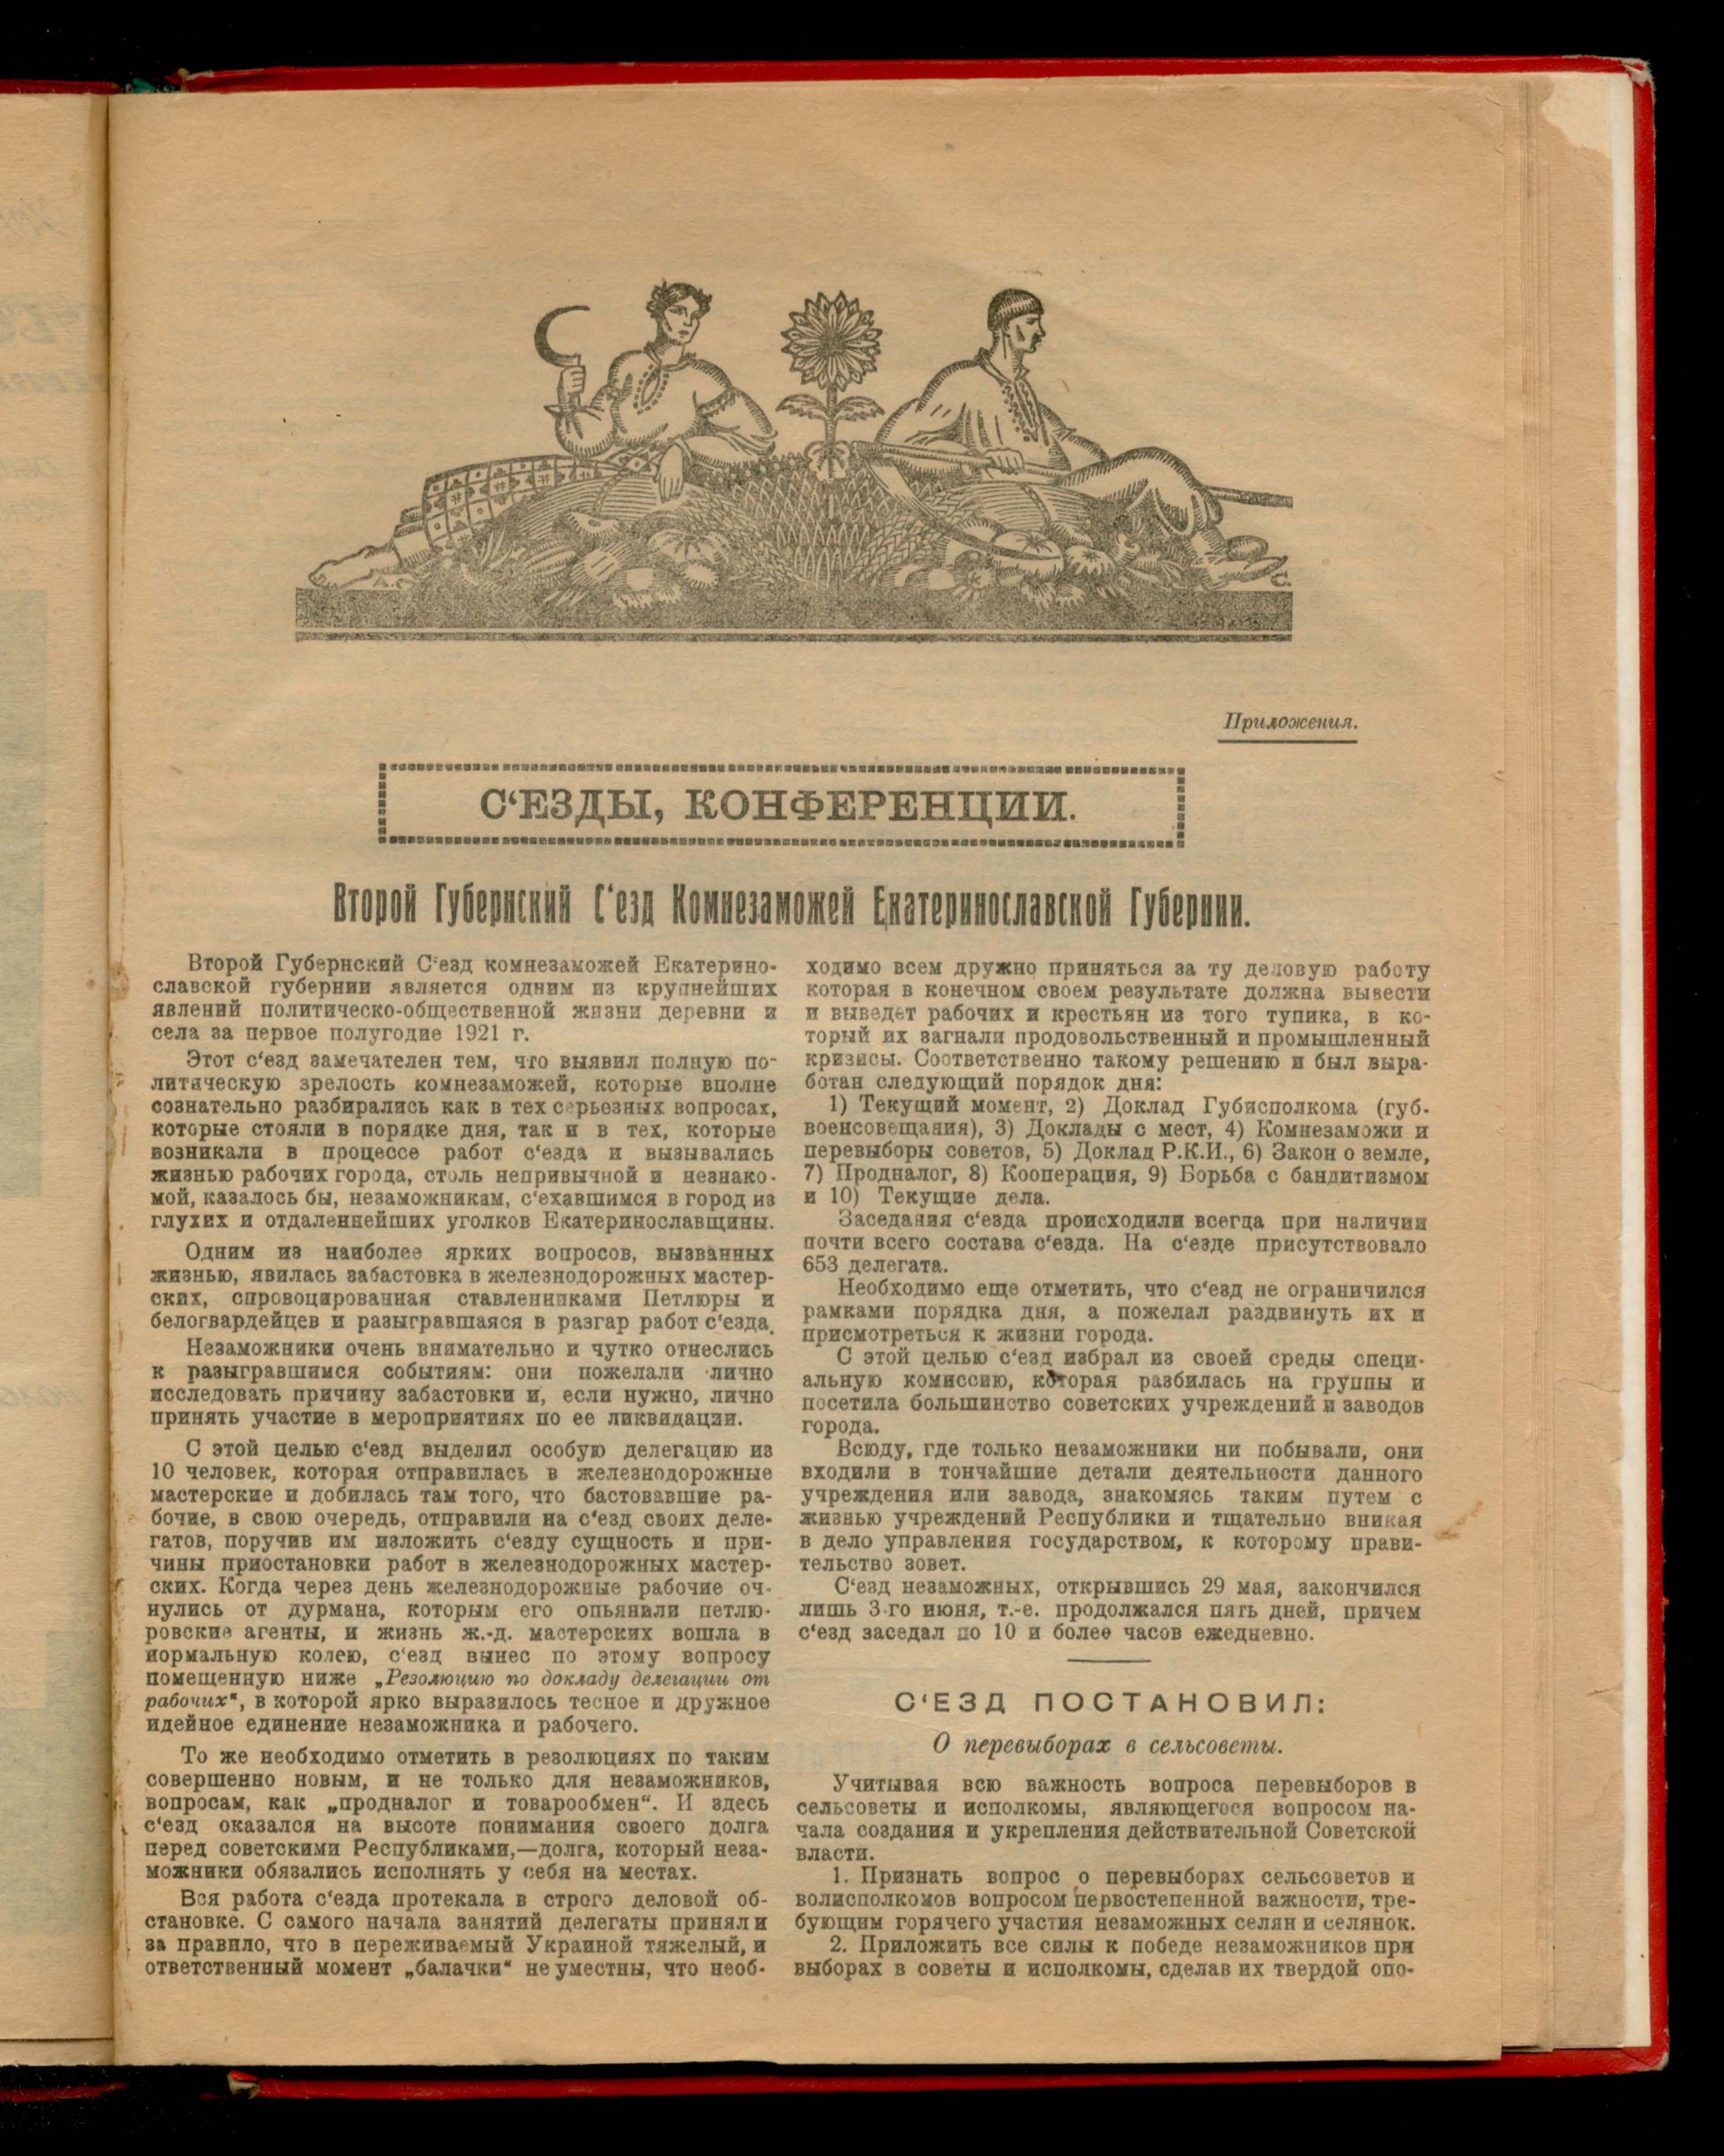 Приложения.
С‘ЕЗДЫ, КОНФЕРЕНЦИИ.
Второй Губернский С‘езд Комнезаможей Екатеринославской Губернии.
Второй Губернский С‘езд комнезаможей Екатерино-
славской губернии является одним из крупнейших
явлений политическо-общественной жизни деревни и
села за первое полугодие 1921 г.
Этот с‘езд замечателен тем, что выявил полную по-
литическую зрелость комнезаможей, которые вполне
сознательно разбирались как в тех серьезных вопросах,
которые стояли в порядке дня, так и в тех, которые
возникали в процессе работ с‘езда и вызывались
жизнью рабочих города, столь непривычной и незнако-
мой, казалось бы, незаможникам, с‘ехавшимся в город из
глухих и отдаленнейших уголков Екатеринославщины.
Одним из наиболее ярких вопросов, вызванных
жизнью, явилась забастовка в железнодорожных мастер-
ских, спровоцированная ставленниками Петлюры и
белогвардейцев и разыгравшаяся в разгар работ с‘езда.
Незаможники очень внимательно и чутко отнеслись
к разыгравшимся событиям: они пожелали лично
исследовать причину забастовки и, если нужно, лично
принять участие в мероприятиях по ее ликвидации.
С этой целью с‘езд выделил особую делегацию из
10 человек, которая отправилась в железнодорожные
мастерские и добилась там того, что бастовавшие ра-
бочие, в свою очередь, отправили на с‘езд своих деле-
гатов, поручив им изложить с‘езду сущность и при-
чины приостановки работ в железнодорожных мастер-
ских. Когда через день железнодорожные рабочие оч-
нулись от дурмана, которым его опьянили петлю-
ровские агенты, и жизнь ж.-д. мастерских вошла в
нормальную колею, с‘езд вынес по этому вопросу
помещенную ниже „Резолюцию по докладу делегации от
рабочих“, в которой ярко выразилось тесное и дружное
идейное единение незаможника и рабочего.
То же необходимо отметить в резолюциях по таким
совершенно новым, и не только для незаможников,
вопросам, как „продналог и товарообмен“. И здесь
с‘езд оказался на высоте понимания своего долга
перед советскими Республиками,—долга, который неза-
можники обязались исполнять у себя на местах.
Вся работа с‘езда протекала в строго деловой об-
становке. С самого начала занятий делегаты приняли
за правило, что в переживаемый Украиной тяжелый, и
ответственный момент „балачки“ не уместны, что необ-
ходимо всем дружно приняться за ту деловую работу
которая в конечном своем результате должна вывести
и выведет рабочих и крестьян из того тупика, в ко-
торый их загнали продовольственный и промышленный
кризисы. Соответственно такому решению и был выра-
ботан следующий порядок дня:
1) Текущий момент, 2) Доклад Губисполкома (губ-
военсовещания), 3) Доклады с мест, 4) Комнезаможи и
перевыборы советов, 5) Доклад Р.К.И., 6) Закон о земле,
7) Продналог, 8) Кооперация, 9) Борьба с бандитизмом
и 10) Текущие дела.
Заседания с‘езда происходили всегда при наличии
почти всего состава с‘езда. На с‘езде присутствовало
653 делегата.
Необходимо еще отметить, что с‘езд не ограничился
рамками порядка дня, а пожелал раздвинуть их и
присмотреться к жизни города.
С этой целью с‘езд избрал из своей среды специ-
альную комиссию, которая разбилась на группы и
посетила большинство советских учреждений и заводов
города.
Всюду, где только незаможники ни побывали, они
входили в тончайшие детали деятельности данного
учреждения или завода, знакомясь таким путем с
жизнью учреждений Республики и тщательно вникая
в дело управления государством, к которому прави-
тельство зовет.
С‘езд незаможных, открывшись 29 мая, закончился
лишь 3-го июня, т.-е. продолжался пять дней, причем
с‘езд заседал по 10 и более часов ежедневно.
С‘ЕЗД ПОСТАНОВИЛ:
О перевыборах в сельсоветы.
Учитывая всю важность вопроса перевыборов в
сельсоветы и исполкомы, являющегося вопросом на-
чала создания и укрепления действительной Советской
власти.
1. Признать вопрос о перевыборах сельсоветов и
волисполкомов вопросом первостепенной важности, тре-
бующим горячего участия незаможных селян и селянок.
2. Приложить все силы к победе незаможников при
выборах в советы и исполкомы, сделав их твердой опо-